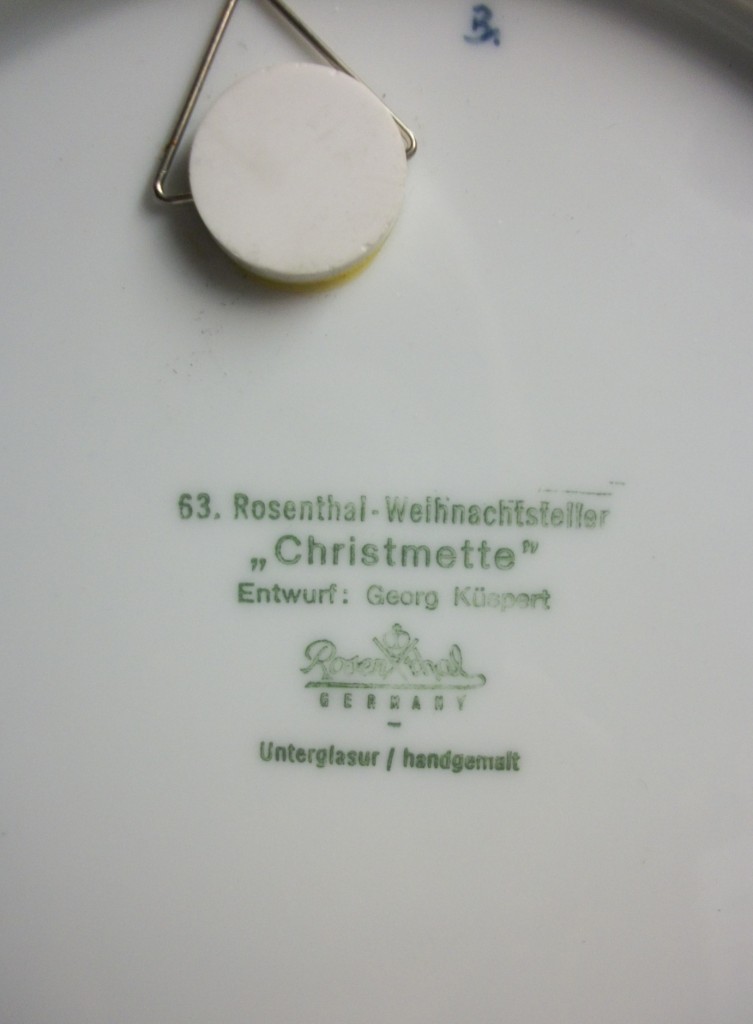 B.
63. Rosenthal-Weihnachtsteller
„Christmette”
Entwurf: Georg Küspert
Rosenthal
GERMANY
Unterglasur / handgemalt